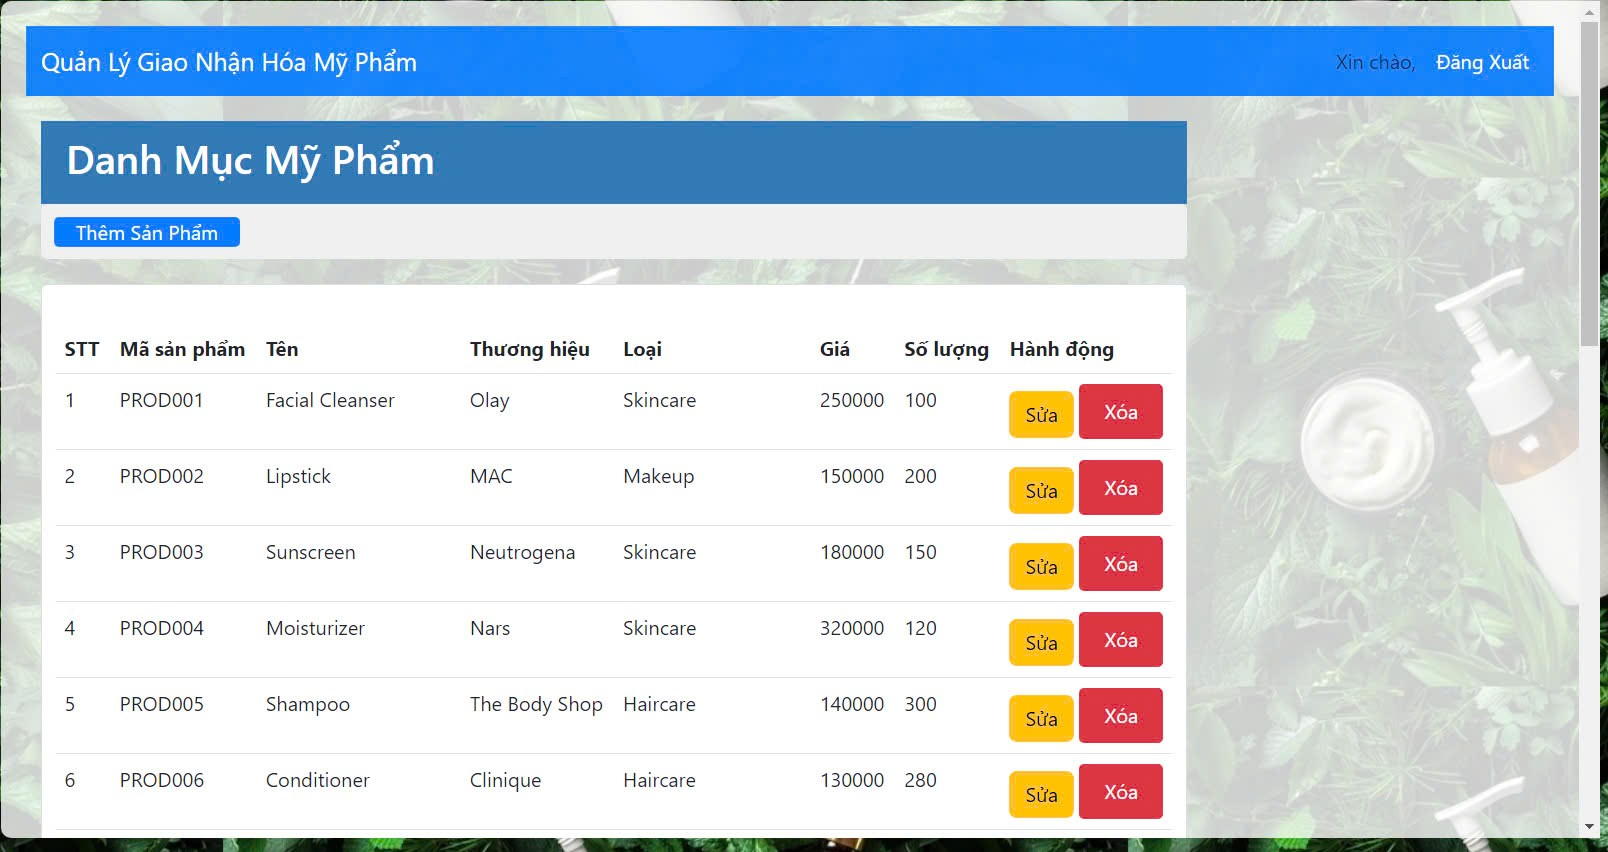 Quản Lý Giao Nhận Hóa Mỹ Phẩm Xin chào, Đăng Xuất
Danh Mục Mỹ Phẩm
Thêm Sản Phẩm
STT Mã sản phẩm Tên Thương hiệu Loại Giá Số lượng Hành động
1 PROD001 Facial Cleanser Olay Skincare 250000 100 Sửa Xóa
2 PROD002 Lipstick MAC Makeup 150000 200 Sửa Xóa
3 PROD003 Sunscreen Neutrogena Skincare 180000 150 Sửa Xóa
4 PROD004 Moisturizer Nars Skincare 320000 120 Sửa Xóa
5 PROD005 Shampoo The Body Shop Haircare 140000 300 Sửa Xóa
6 PROD006 Conditioner Clinique Haircare 130000 280 Sửa Xóa